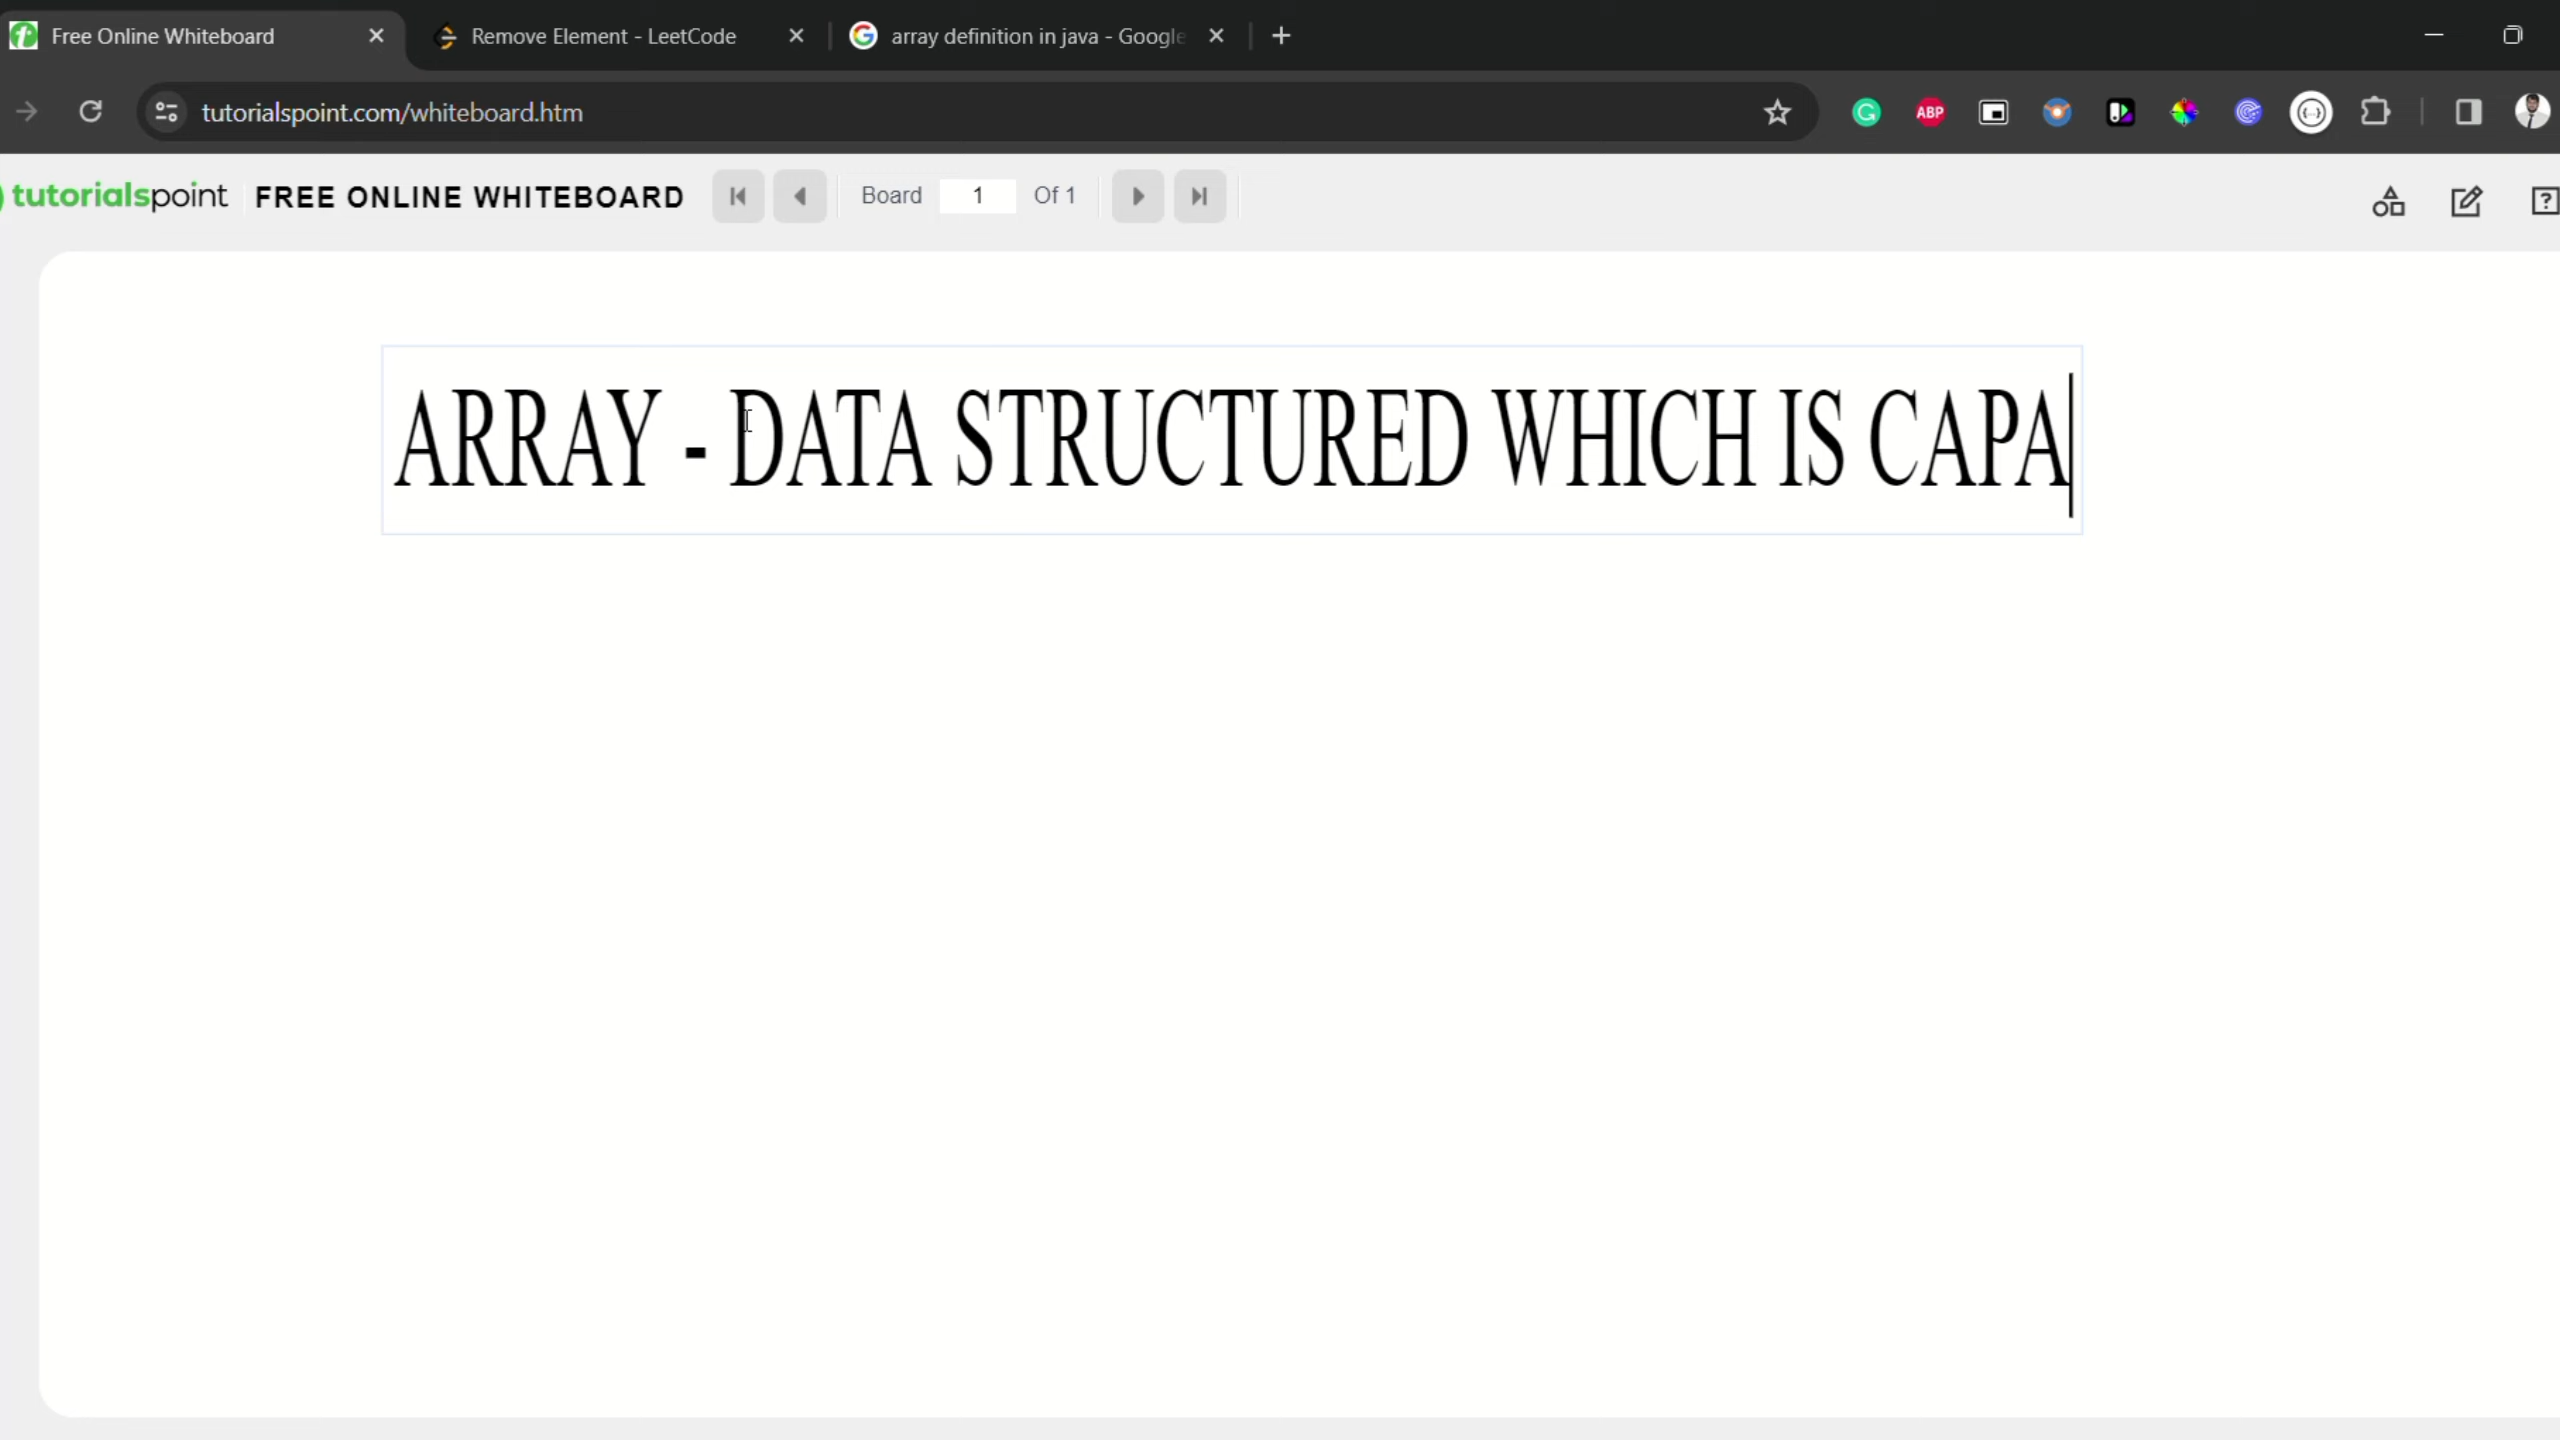 Free Online Whiteboard
Remove Element - LeetCode
array definition in java - Google
tutorialspoint.com/whiteboard.htm
ABP
tutorialspoint FREE ONLINE WHITEBOARD Board 1 Of 1
ARRAY - DATA STRUCTURED WHICH IS CAPA